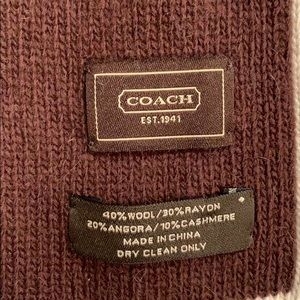 COACH
EST.1941
40%WOOL/30%RAYON
20%ANGORA/10%CASHMERE
MADE IN CHINA
DRY CLEAN ONLY